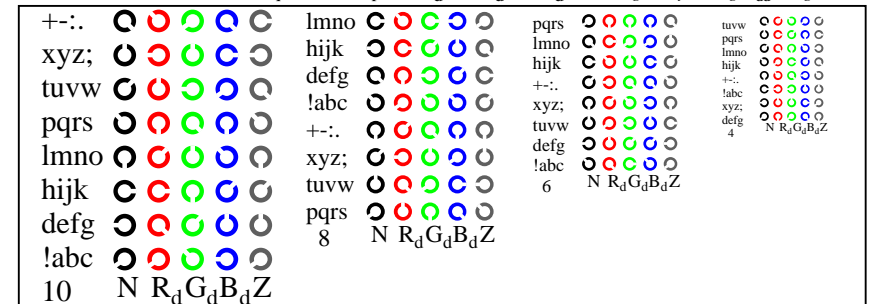 +-:.
xyz;
tuvw
pqrs
lmno
hijk
defg
!abc
10 N RdGdBdZ
lmno
hijk
defg
!abc
+-:.
xyz;
tuvw
pqrs
8 N RdGdBdZ
pqrs
lmno
hijk
+-:.
xyz;
tuvw
defg
!abc
6 N RdGdBdZ
tuvw
pqrs
lmno
hijk
+-:.
!abc
xyz;
defg
4 N RdGdBdZ